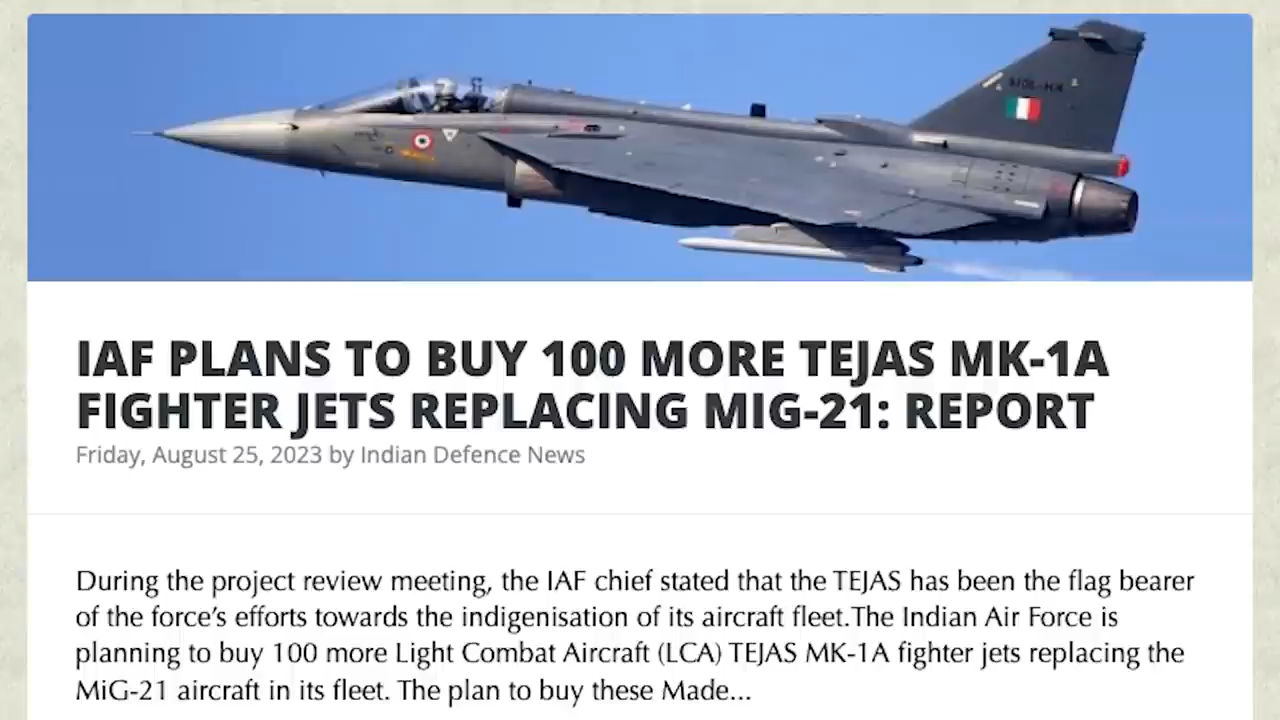 IAF PLANS TO BUY 100 MORE TEJAS MK-1A
FIGHTER JETS REPLACING MIG-21: REPORT
Friday, August 25, 2023 by Indian Defence News
During the project review meeting, the IAF chief stated that the TEJAS has been the flag bearer
of the force’s efforts towards the indigenisation of its aircraft fleet.The Indian Air Force is
planning to buy 100 more Light Combat Aircraft (LCA) TEJAS MK-1A fighter jets replacing the
MiG-21 aircraft in its fleet. The plan to buy these Made...